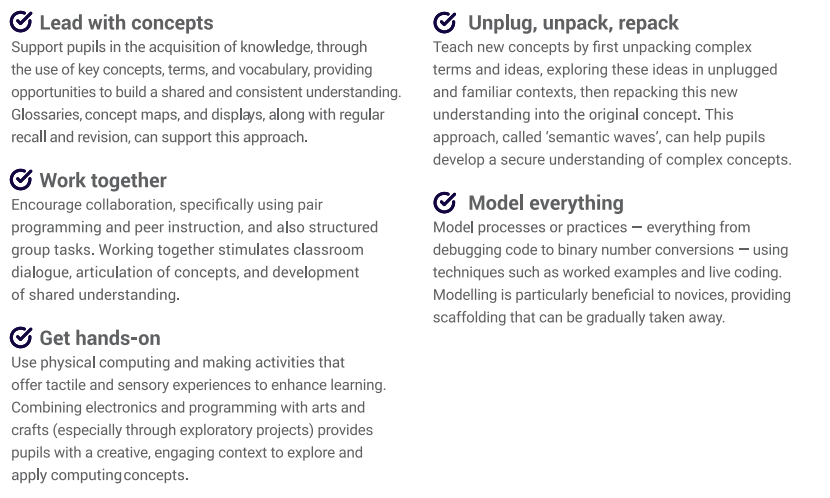 Lead with concepts
Support pupils in the acquisition of knowledge, through
the use of key concepts, terms, and vocabulary, providing
opportunities to build a shared and consistent understanding.
Glossaries, concept maps, and displays, along with regular
recall and revision, can support this approach.
Work together
Encourage collaboration, specifically using pair
programming and peer instruction, and also structured
group tasks. Working together stimulates classroom
dialogue, articulation of concepts, and development
of shared understanding.
Get hands-on
Use physical computing and making activities that
offer tactile and sensory experiences to enhance learning.
Combining electronics and programming with arts and
crafts (especially through exploratory projects) provides
pupils with a creative, engaging context to explore and
apply computing concepts.
Unplug, unpack, repack
Teach new concepts by first unpacking complex
terms and ideas, exploring these ideas in unplugged
and familiar contexts, then repacking this new
understanding into the original concept. This
approach, called ‘semantic waves’, can help pupils
develop a secure understanding of complex concepts.
Model everything
Model processes or practices — everything from
debugging code to binary number conversions — using
techniques such as worked examples and live coding.
Modelling is particularly beneficial to novices, providing
scaffolding that can be gradually taken away.